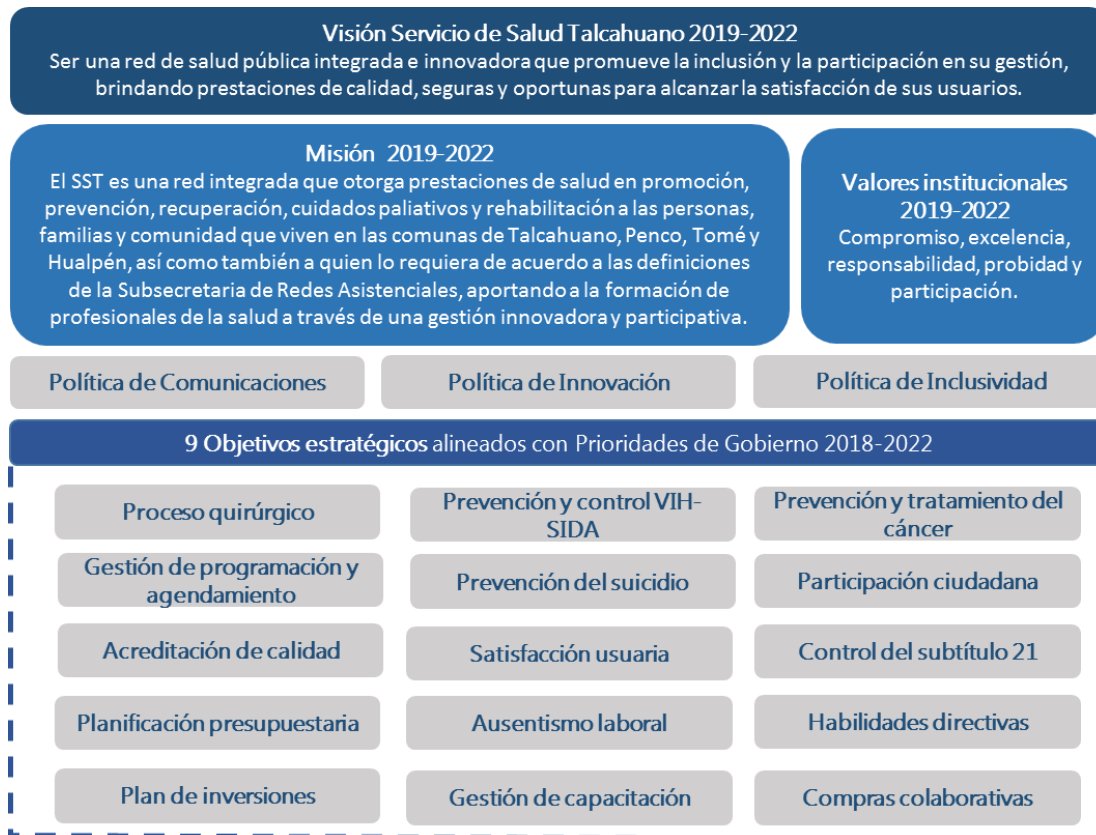 Visión Servicio de Salud Talcahuano 2019-2022
Ser una red de salud pública integrada e innovadora que promueve la inclusión y la participación en su gestión,
brindando prestaciones de calidad, seguras y oportunas para alcanzar la satisfacción de sus usuarios.
Misión 2019-2022
El SST es una red integrada que otorga prestaciones de salud en promoción,
prevención, recuperación, cuidados paliativos y rehabilitación a las personas,
familias y comunidad que viven en las comunas de Talcahuano, Penco, Tomé y
Hualpén, así como también a quien lo requiera de acuerdo a las definiciones
de la Subsecretaria de Redes Asistenciales, aportando a la formación de
profesionales de la salud a través de una gestión innovadora y participativa.
Valores institucionales
2019-2022
Compromiso, excelencia,
responsabilidad, probidad y
participación.
Política de Comunicaciones
Política de Innovación
Política de Inclusividad
9 Objetivos estratégicos alineados con Prioridades de Gobierno 2018-2022
Proceso quirúrgico
Prevención y control VIH-
SIDA
Prevención y tratamiento del
cáncer
Gestión de programación y
agendamiento
Prevención del suicidio
Participación ciudadana
Acreditación de calidad
Satisfacción usuaria
Control del subtítulo 21
Planificación presupuestaria
Ausentismo laboral
Habilidades directivas
Plan de inversiones
Gestión de capacitación
Compras colaborativas